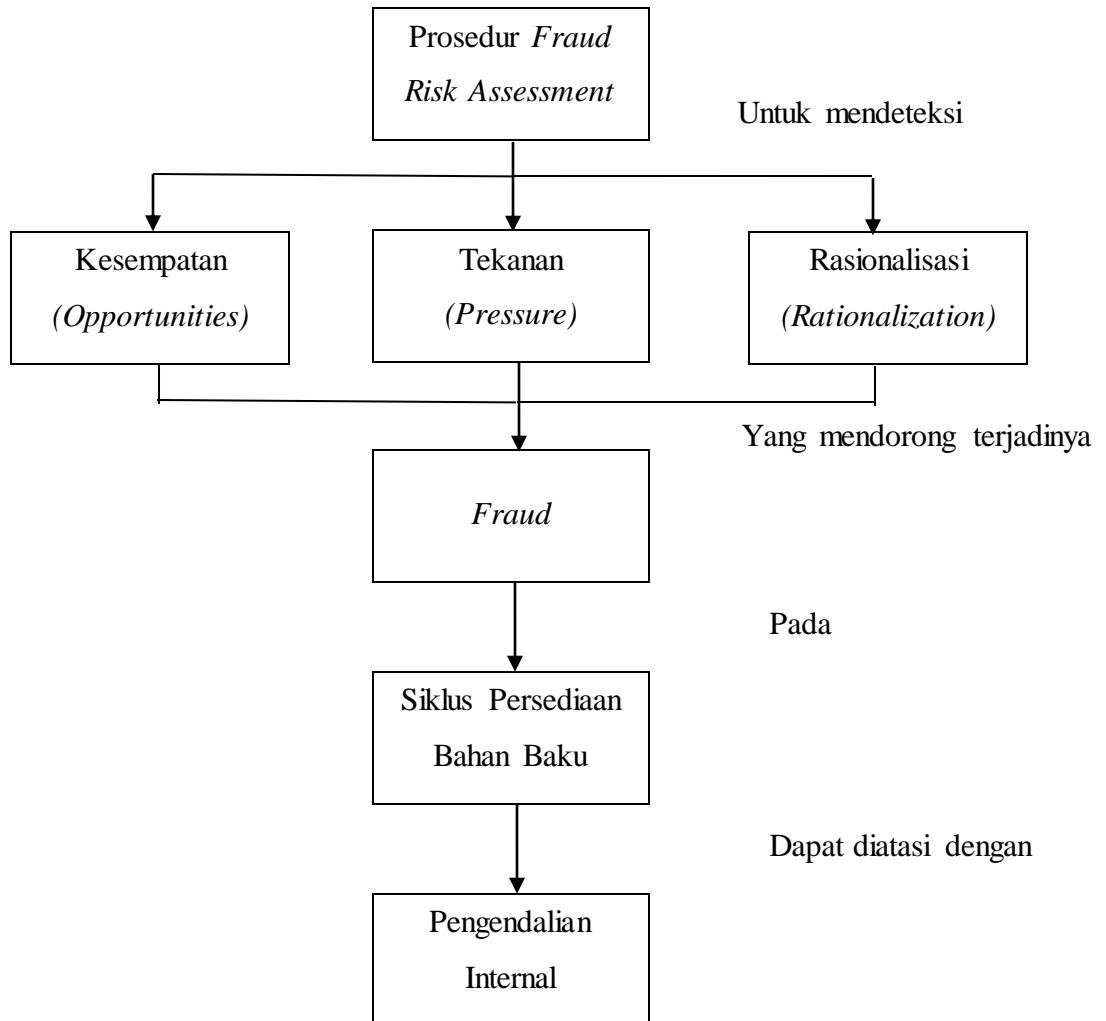 Prosedur Fraud
Risk Assessment
Untuk mendeteksi
Kesempatan
(Opportunities)
Tekanan
(Pressure)
Rasionalisasi
(Rationalization)
Yang mendorong terjadinya
Fraud
Pada
Siklus Persediaan
Bahan Baku
Dapat diatasi dengan
Pengendalian
Internal